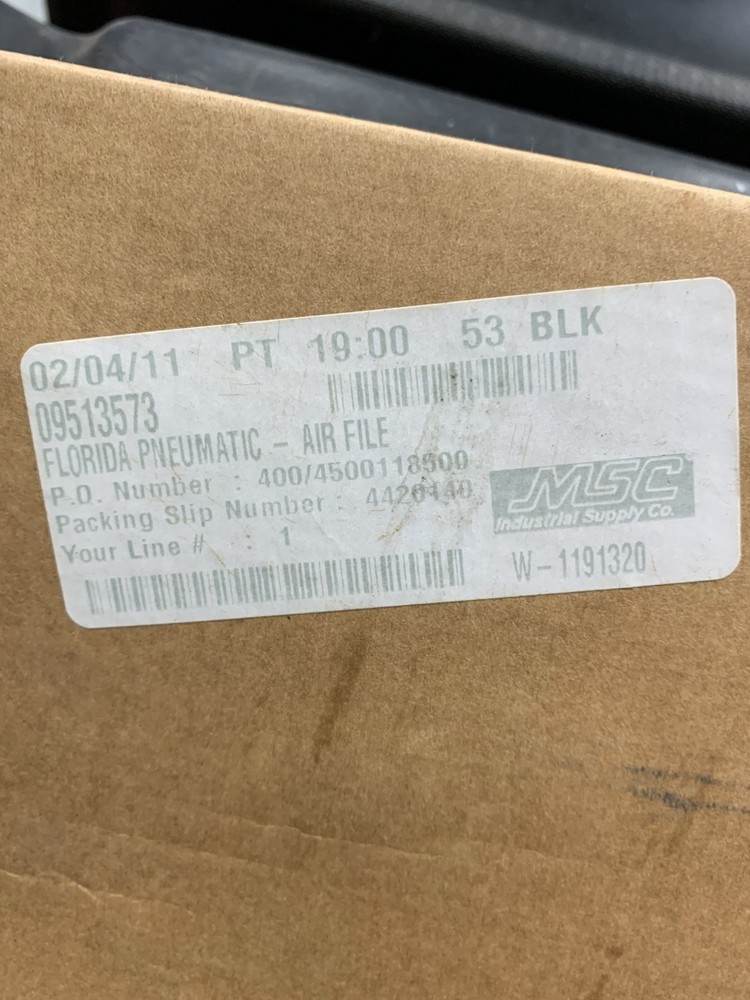 02/04/11 PT 19:00 53 BLK
09513573
FLORIDA PNEUMATIC - AIR FILE
P.O. Number : 400/4500118500
Packing Slip Number :
Your Line # : 1
MSC
Industrial Supply Co.
W-1191320